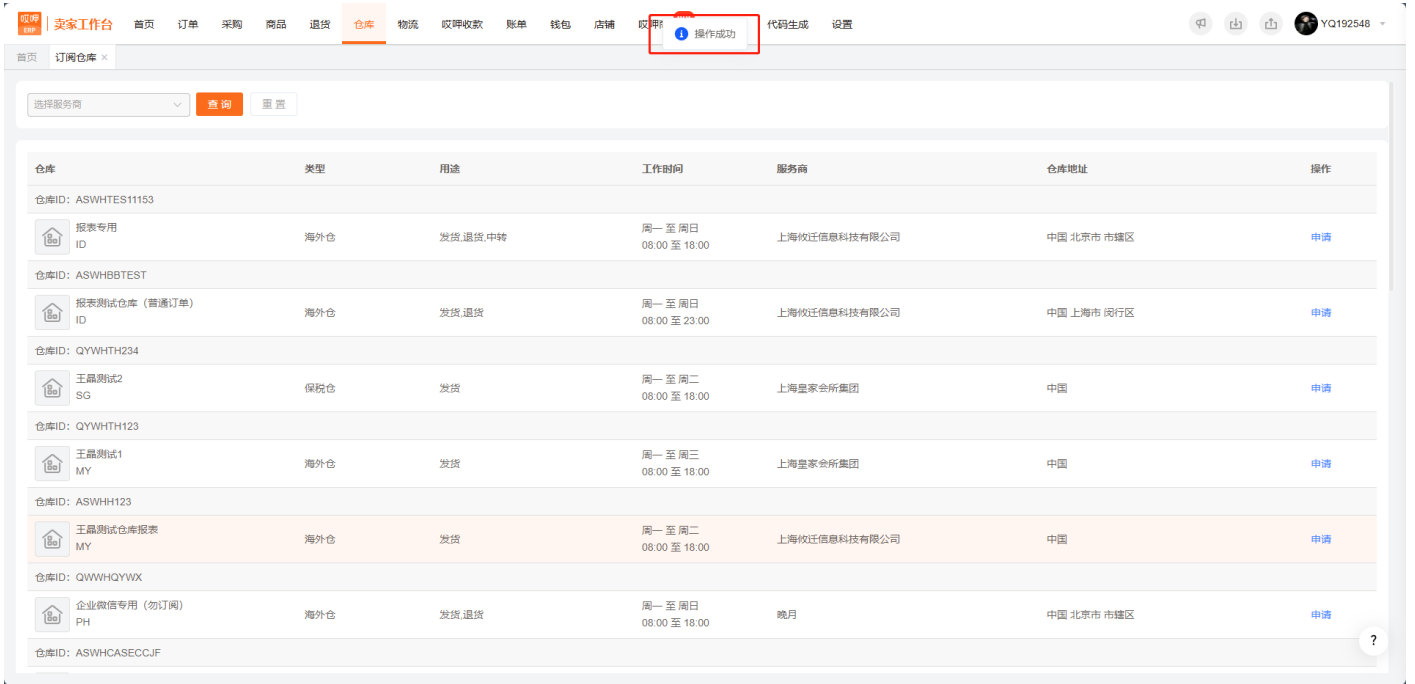 哎呷
ERP
卖家工作台 首页 订单 采购 商品 退货 仓库 物流 哎呷收款 账单 钱包 店铺 哎呷 代码生成 设置 YQ192548
操作成功
首页 订阅仓库 ×
选择服务商 查询 重置
仓库 类型 用途 工作时间 服务商 仓库地址 操作
仓库ID：ASWHTES11153
报表专用
ID
海外仓 发货,退货,中转
周一 至 周日
08:00 至 18:00
上海攸迁信息科技有限公司 中国 北京市 市辖区 申请
仓库ID：ASWHBBTEST
报表测试仓库（普通订单）
ID
海外仓 发货,退货
周一 至 周日
08:00 至 23:00
上海攸迁信息科技有限公司 中国 上海市 闵行区 申请
仓库ID：QYWHTH234
王晶测试2
SG
保税仓 发货
周一 至 周二
08:00 至 18:00
上海皇家会所集团 中国 申请
仓库ID：QYWHTH123
王晶测试1
MY
海外仓 发货
周一 至 周三
08:00 至 18:00
上海皇家会所集团 中国 申请
仓库ID：ASWHH123
王晶测试仓库报表
MY
海外仓 发货
周一 至 周二
08:00 至 18:00
上海攸迁信息科技有限公司 中国 申请
仓库ID：QWWHQYWX
企业微信专用（勿订阅）
PH
海外仓 发货,退货
周一 至 周日
08:00 至 18:00
晚月 中国 北京市 市辖区 申请
?
仓库ID：ASWHCASECCJF